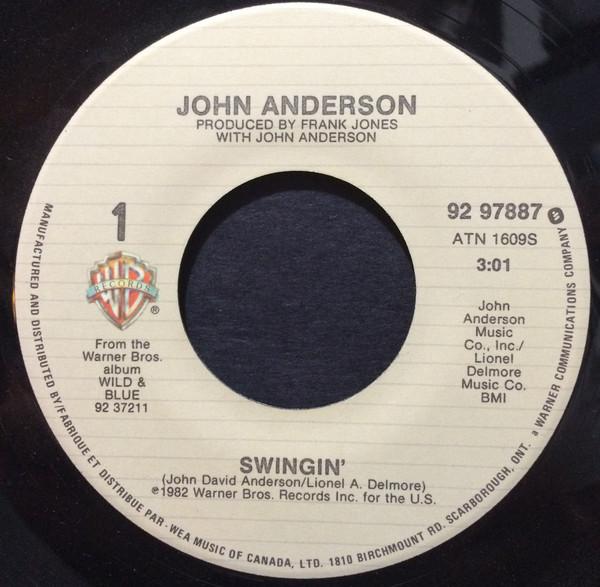 JOHN ANDERSON
PRODUCED BY FRANK JONES
WITH JOHN ANDERSON
1
92 97887
ATN 1609S
3:01
WB
RECORDS
®
From the
Warner Bros.
album
WILD &
BLUE
92 37211
John
Anderson
Music
Co., Inc./
Lionel
Delmore
Music Co.
BMI
SWINGIN'
(John David Anderson/Lionel A. Delmore)
℗1982 Warner Bros. Records Inc. for the U.S.
MANUFACTURED AND DISTRIBUTED BY/FABRIQUE ET DISTRIBUE PAR - WEA MUSIC OF CANADA, LTD. 1810 BIRCHMOUNT RD. SCARBOROUGH, ONT. a WARNER COMMUNICATIONS COMPANY